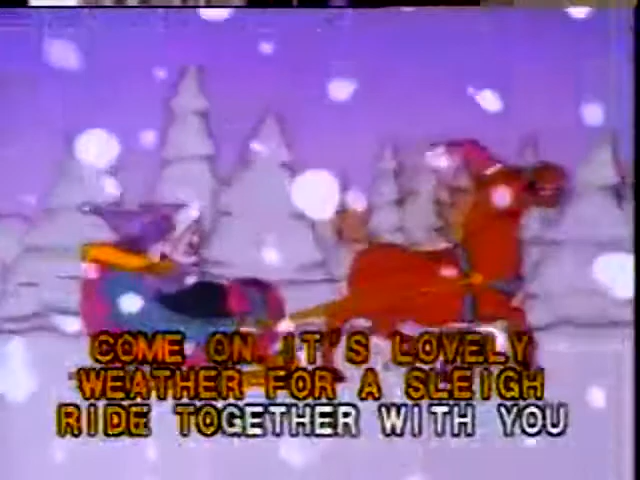 COME ON IT'S LOVELY
WEATHER FOR A SLEIGH
RIDE TOGETHER WITH YOU